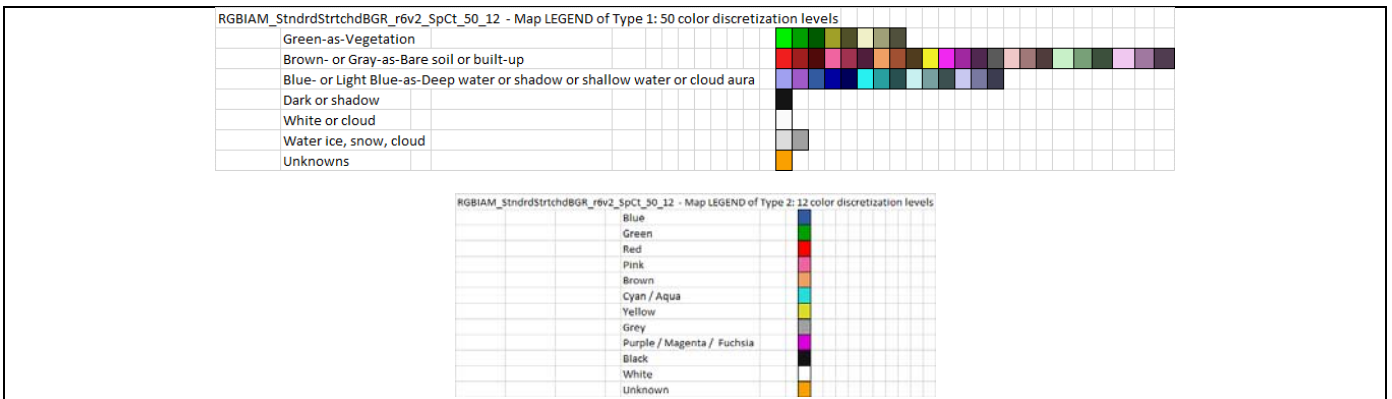 RGBIAM_StndrdStrtchdBGR_r6v2_SpCt_50_12 - Map LEGEND of Type 1: 50 color discretization levels
Green-as-Vegetation
Brown- or Gray-as-Bare soil or built-up
Blue- or Light Blue-as-Deep water or shadow or shallow water or cloud aura
Dark or shadow
White or cloud
Water ice, snow, cloud
Unknowns
RGBIAM_StndrdStrtchdBGR_r6v2_SpCt_50_12 - Map LEGEND of Type 2: 12 color discretization levels
Blue
Green
Red
Pink
Brown
Cyan / Aqua
Yellow
Grey
Purple / Magenta / Fuchsia
Black
White
Unknown